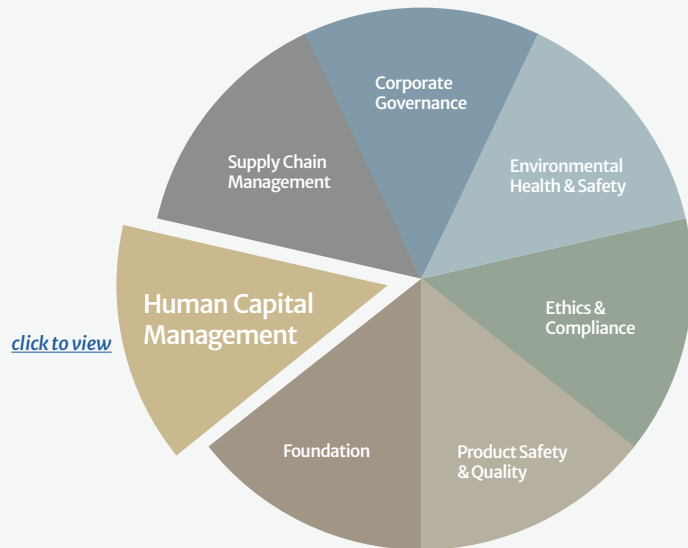 Corporate
Governance
Environmental
Health & Safety
Supply Chain
Management
Human Capital
Management
click to view
Ethics &
Compliance
Foundation
Product Safety
& Quality